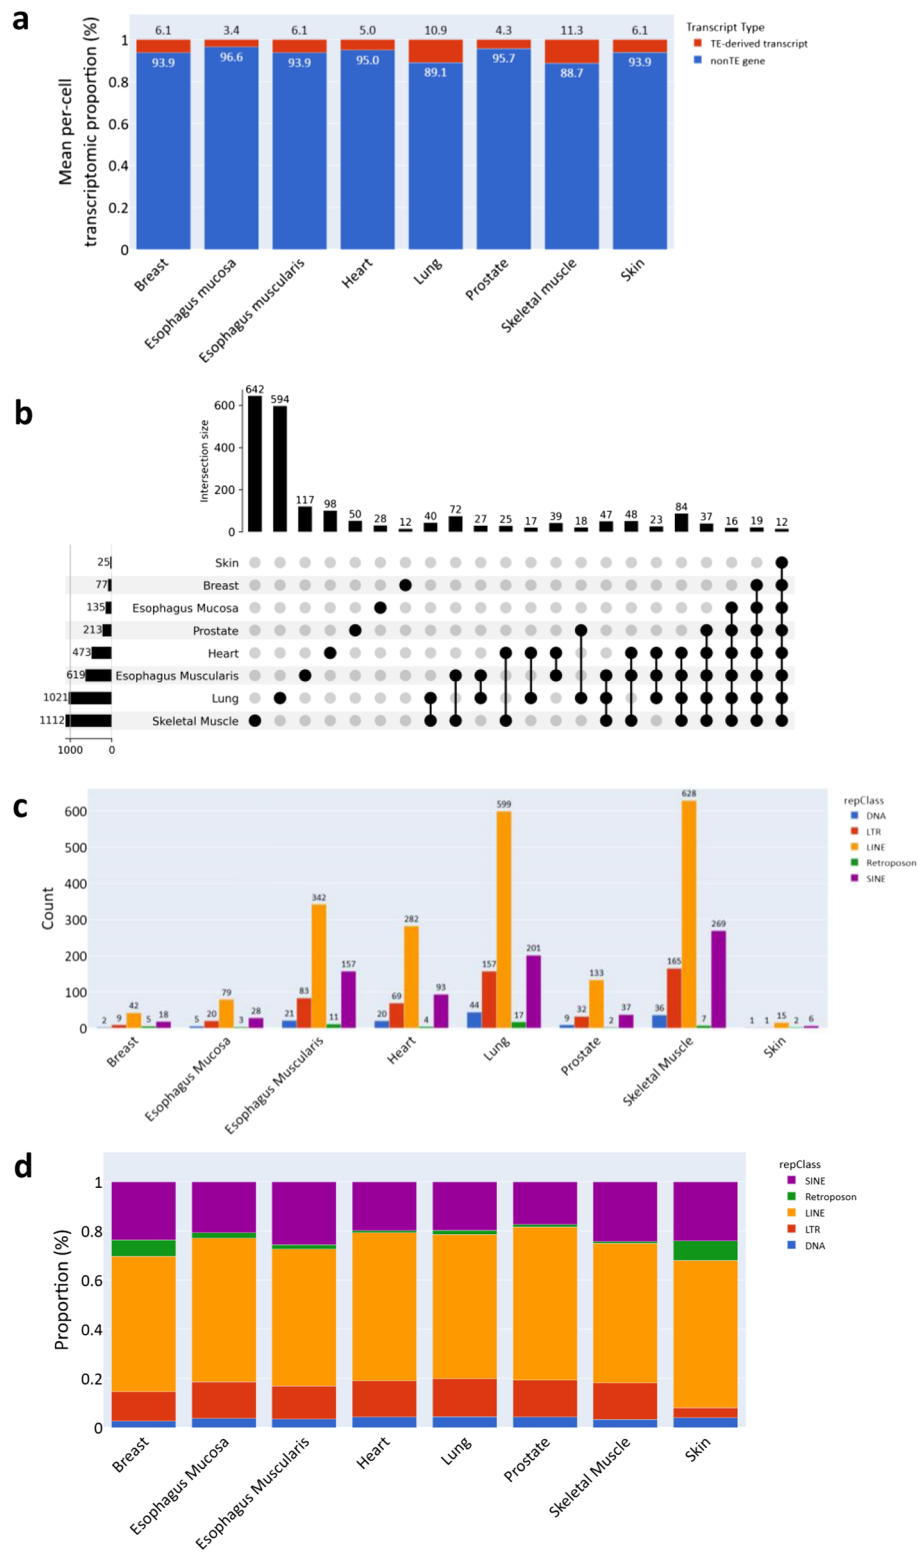 a
6.1 3.4 6.1 5.0 10.9 4.3 11.3 6.1
Transcript Type
TE-derived transcript
nonTE gene
93.9 96.6 93.9 95.0 89.1 95.7 88.7 93.9
Mean per-cell
transcriptomic proportion (%)
1
0.8
0.6
0.4
0.2
0
Breast
Esophagus mucosa
Esophagus muscularis
Heart
Lung
Prostate
Skeletal muscle
Skin
b
Intersection size
600
400
200
0
642 594 117 98 50 28 12 40 72 27 25 17 39 18 47 48 23 84 37 16 19 12
25 Skin
77 Breast
135 Esophagus Mucosa
213 Prostate
473 Heart
619 Esophagus Muscularis
1021 Lung
1112 Skeletal Muscle
1000 0
c
Count
600
500
400
300
200
100
0
2 9 42 5 18
5 20 79 3 28
21 83 342 11 157
20 69 282 4 93
44 157 599 17 201
9 32 133 2 37
36 165 628 7 269
1 1 15 2 6
Breast
Esophagus Mucosa
Esophagus Muscularis
Heart
Lung
Prostate
Skeletal Muscle
Skin
repClass
DNA
LTR
LINE
Retroposon
SINE
d
Proportion (%)
1
0.8
0.6
0.4
0.2
0
Breast
Esophagus Mucosa
Esophagus Muscularis
Heart
Lung
Prostate
Skeletal Muscle
Skin
repClass
SINE
Retroposon
LINE
LTR
DNA